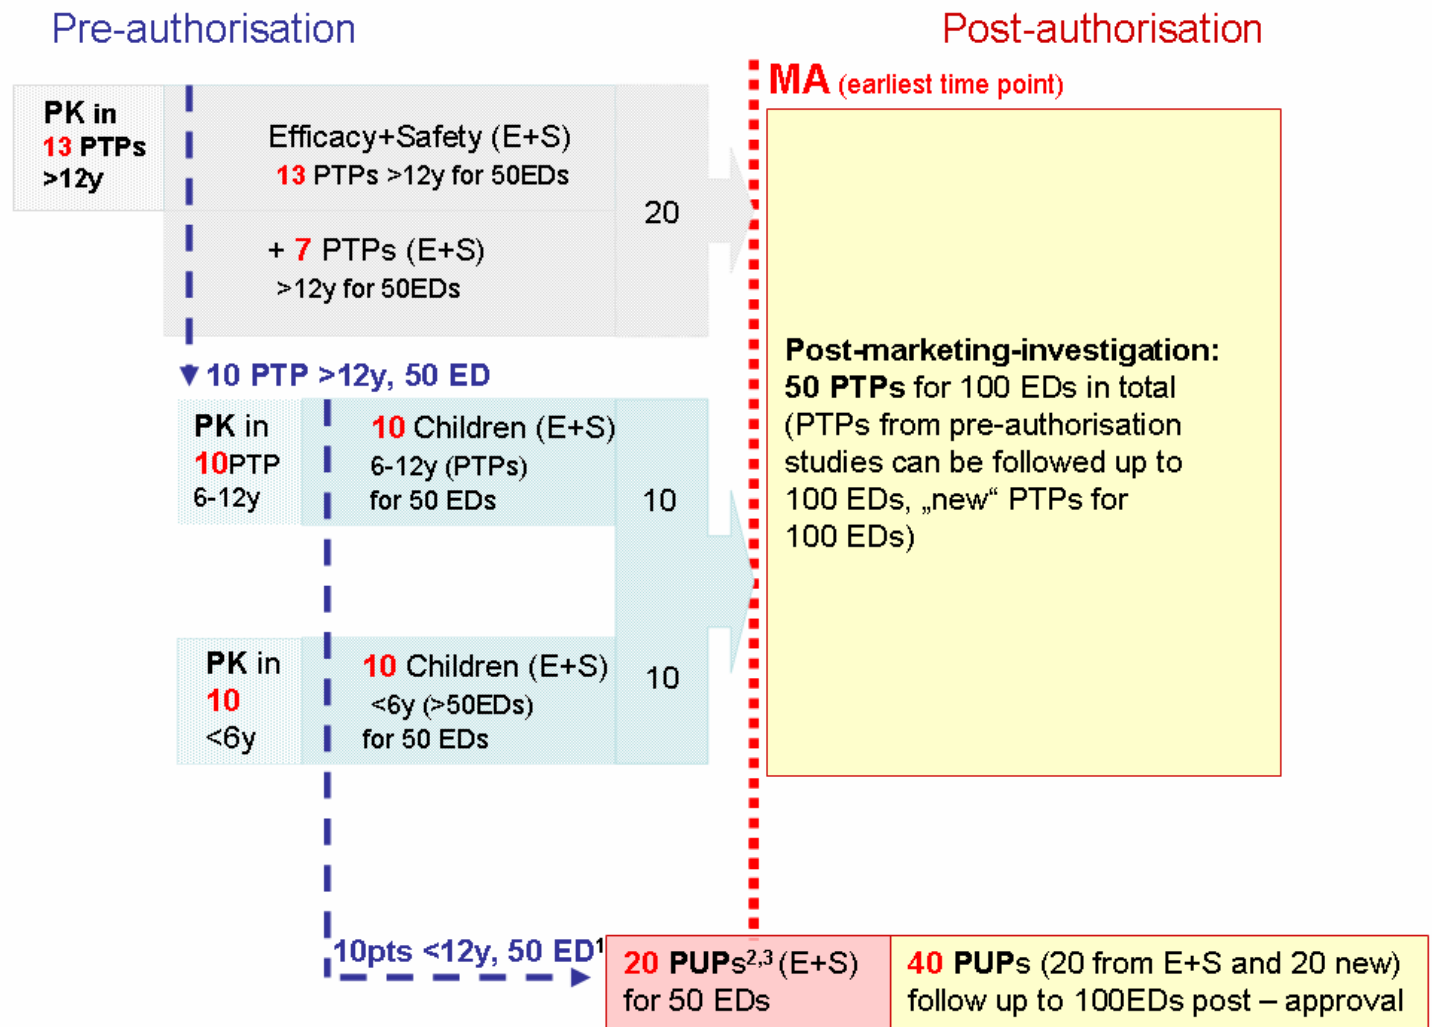 Pre-authorisation
Post-authorisation
MA (earliest time point)
PK in
13 PTPs
>12y
Efficacy+Safety (E+S)
13 PTPs >12y for 50EDs
+ 7 PTPs (E+S)
>12y for 50EDs
20
10 PTP >12y, 50 ED
PK in
10PTP
6-12y
10 Children (E+S)
6-12y (PTPs)
for 50 EDs
10
PK in
10
<6y
10 Children (E+S)
<6y (>50EDs)
for 50 EDs
10
Post-marketing-investigation:
50 PTPs for 100 EDs in total
(PTPs from pre-authorisation
studies can be followed up to
100 EDs, „new“ PTPs for
100 EDs)
10pts <12y, 50 ED¹
20 PUPs²,³ (E+S)
for 50 EDs
40 PUPs (20 from E+S and 20 new)
follow up to 100EDs post – approval